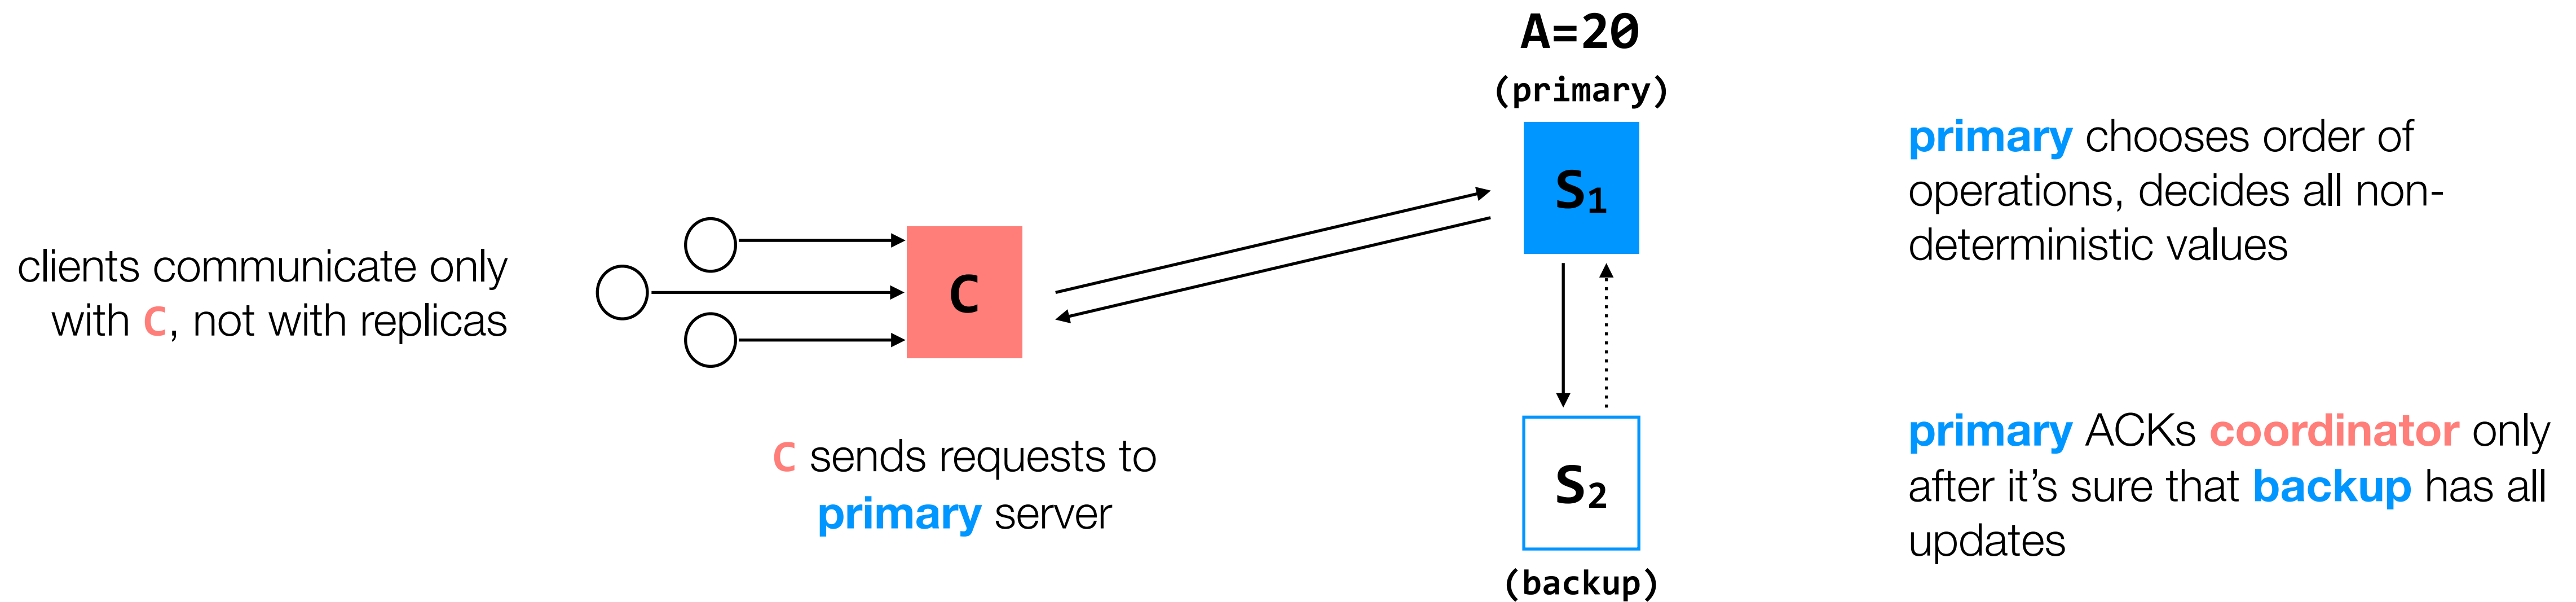 clients communicate only
with C, not with replicas
C
C sends requests to
primary server
A=20
(primary)
S₁
S₂
(backup)
primary chooses order of
operations, decides all non-
deterministic values
primary ACKs coordinator only
after it’s sure that backup has all
updates